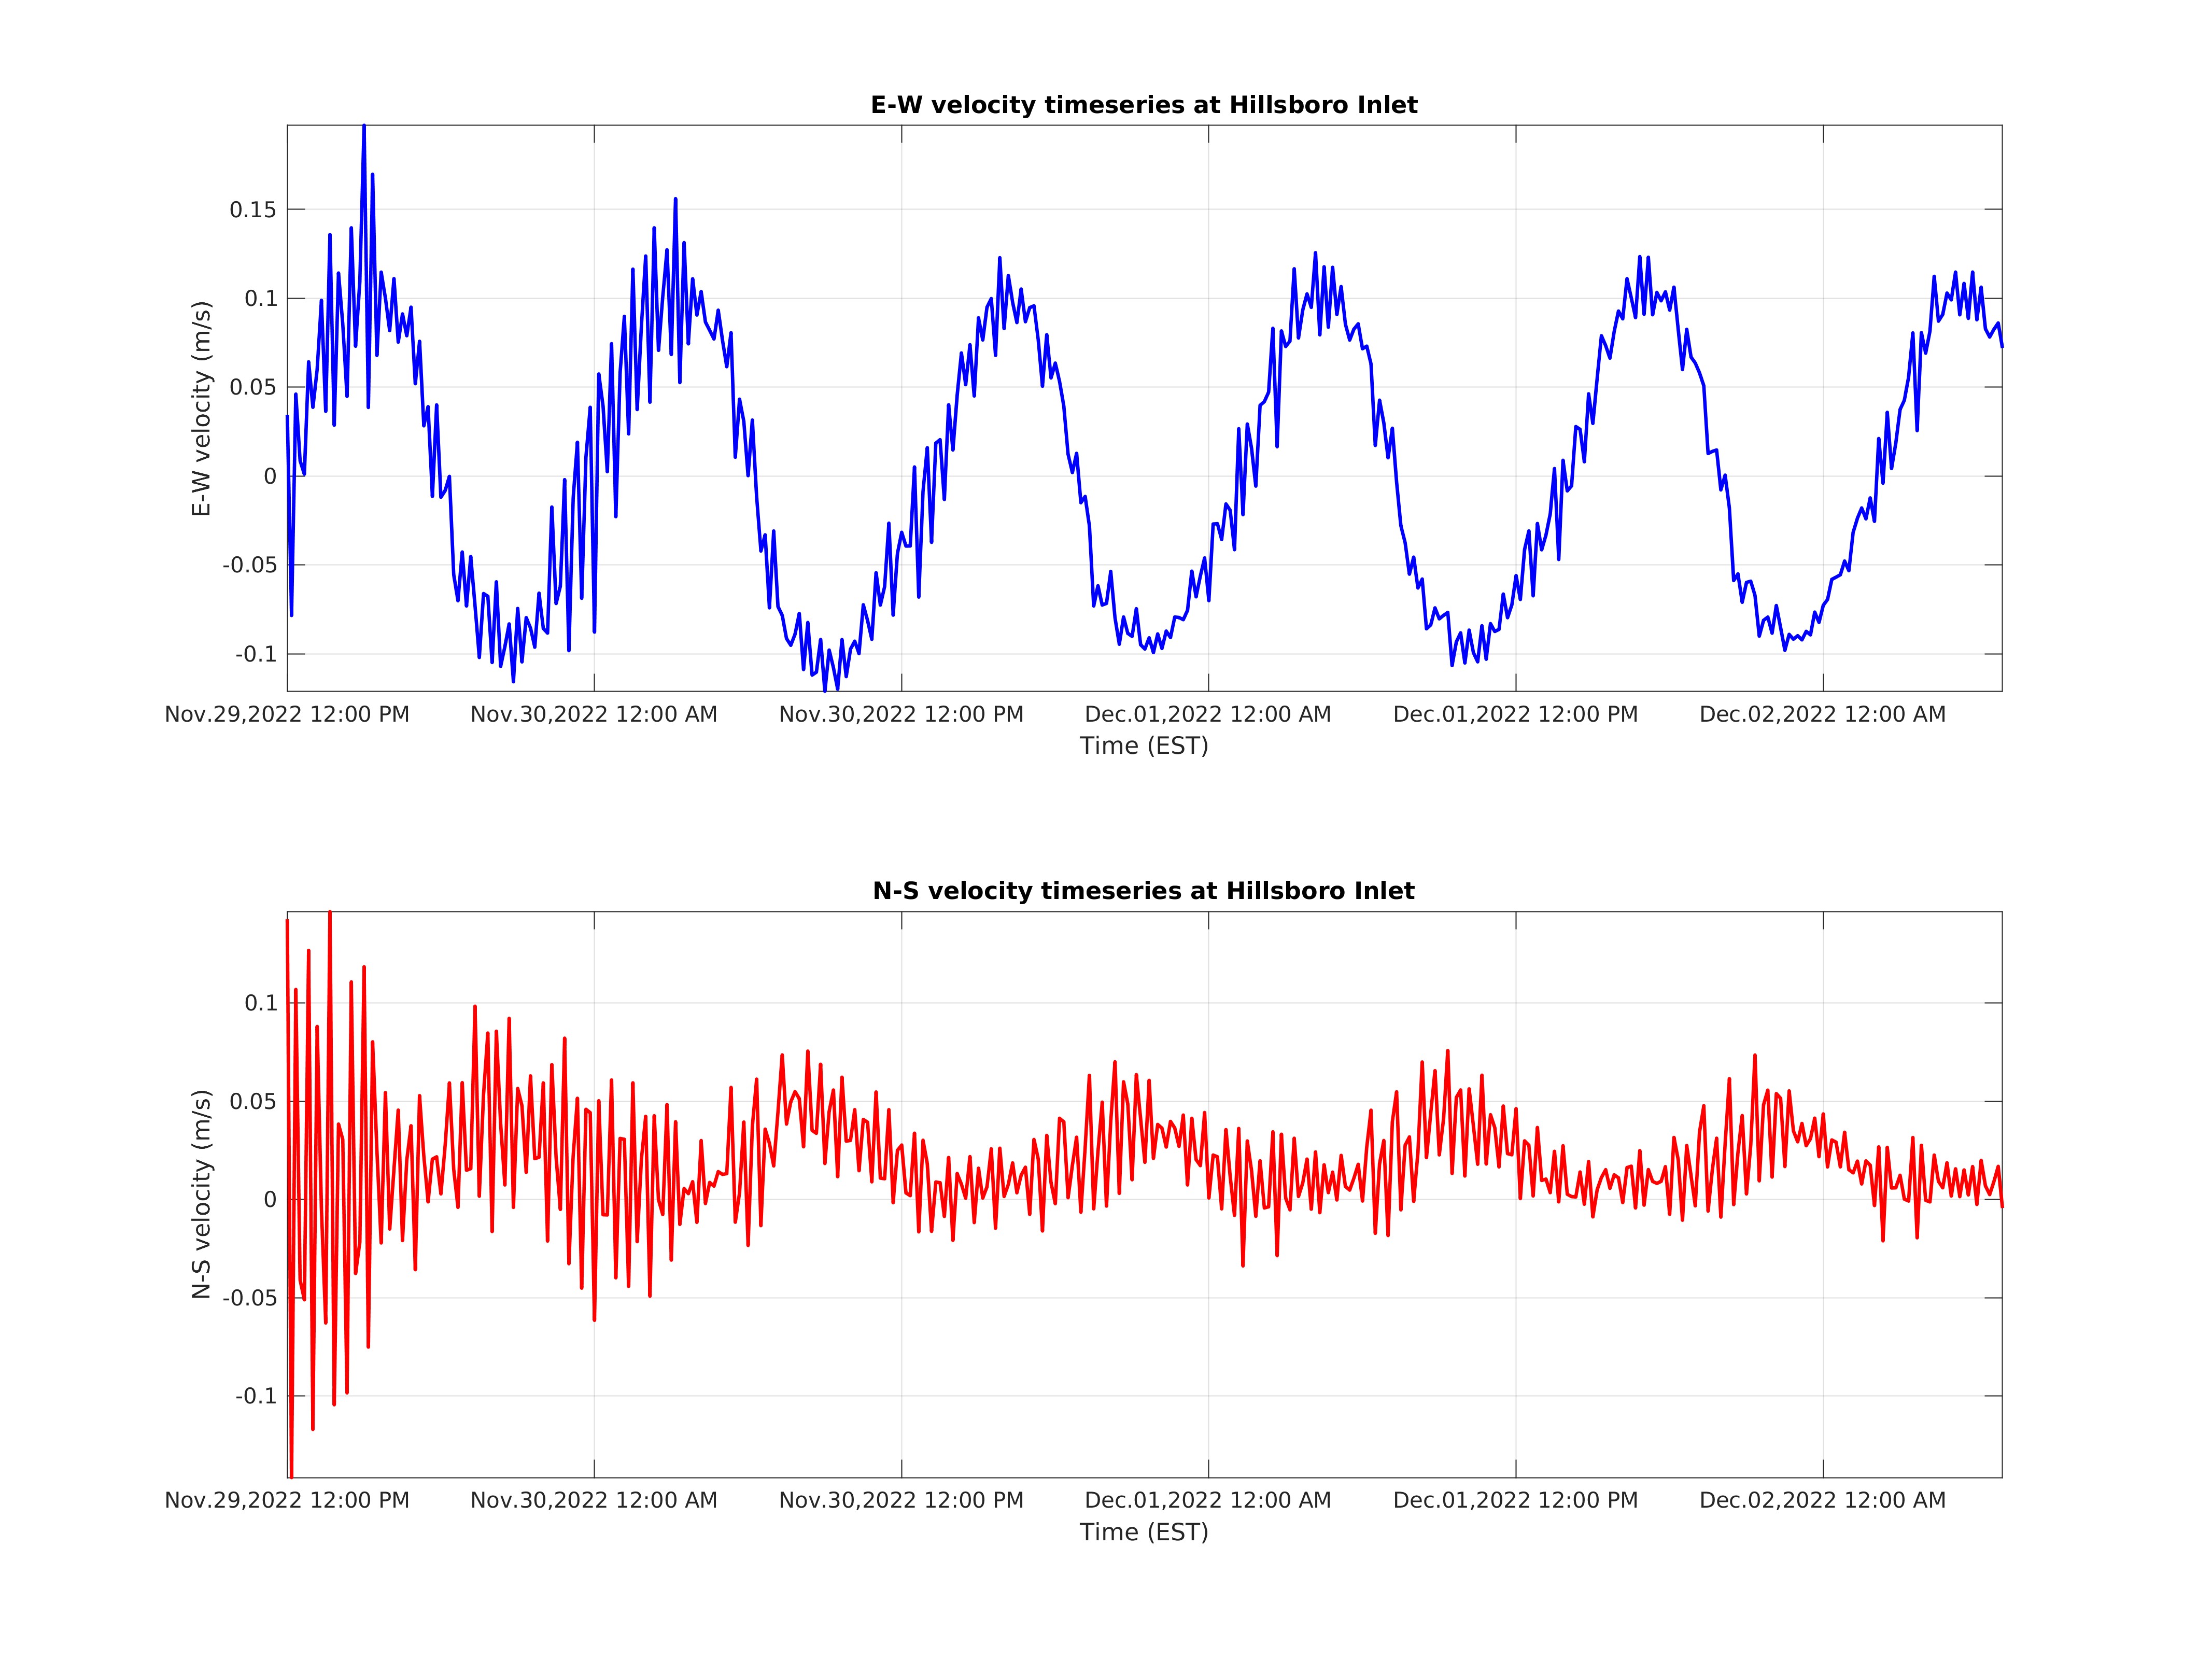 E-W velocity timeseries at Hillsboro Inlet
E-W velocity (m/s)
0.15
0.1
0.05
0
-0.05
-0.1
Nov.29,2022 12:00 PM Nov.30,2022 12:00 AM Nov.30,2022 12:00 PM Dec.01,2022 12:00 AM Dec.01,2022 12:00 PM Dec.02,2022 12:00 AM
Time (EST)
N-S velocity timeseries at Hillsboro Inlet
N-S velocity (m/s)
0.1
0.05
0
-0.05
-0.1
Nov.29,2022 12:00 PM Nov.30,2022 12:00 AM Nov.30,2022 12:00 PM Dec.01,2022 12:00 AM Dec.01,2022 12:00 PM Dec.02,2022 12:00 AM
Time (EST)